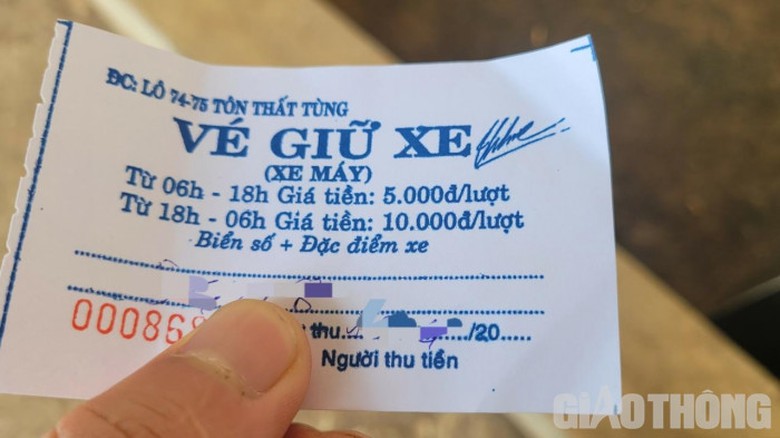 ĐC: LÔ 74-75 TÔN THẤT TÙNG
VÉ GIỮ XE
(XE MÁY)
Từ 06h - 18h Giá tiền: 5.000đ/lượt
Từ 18h - 06h Giá tiền: 10.000đ/lượt
Biển số + Đặc điểm xe
00086
thu...../20.....
Người thu tiền
GIAOTHÔNG